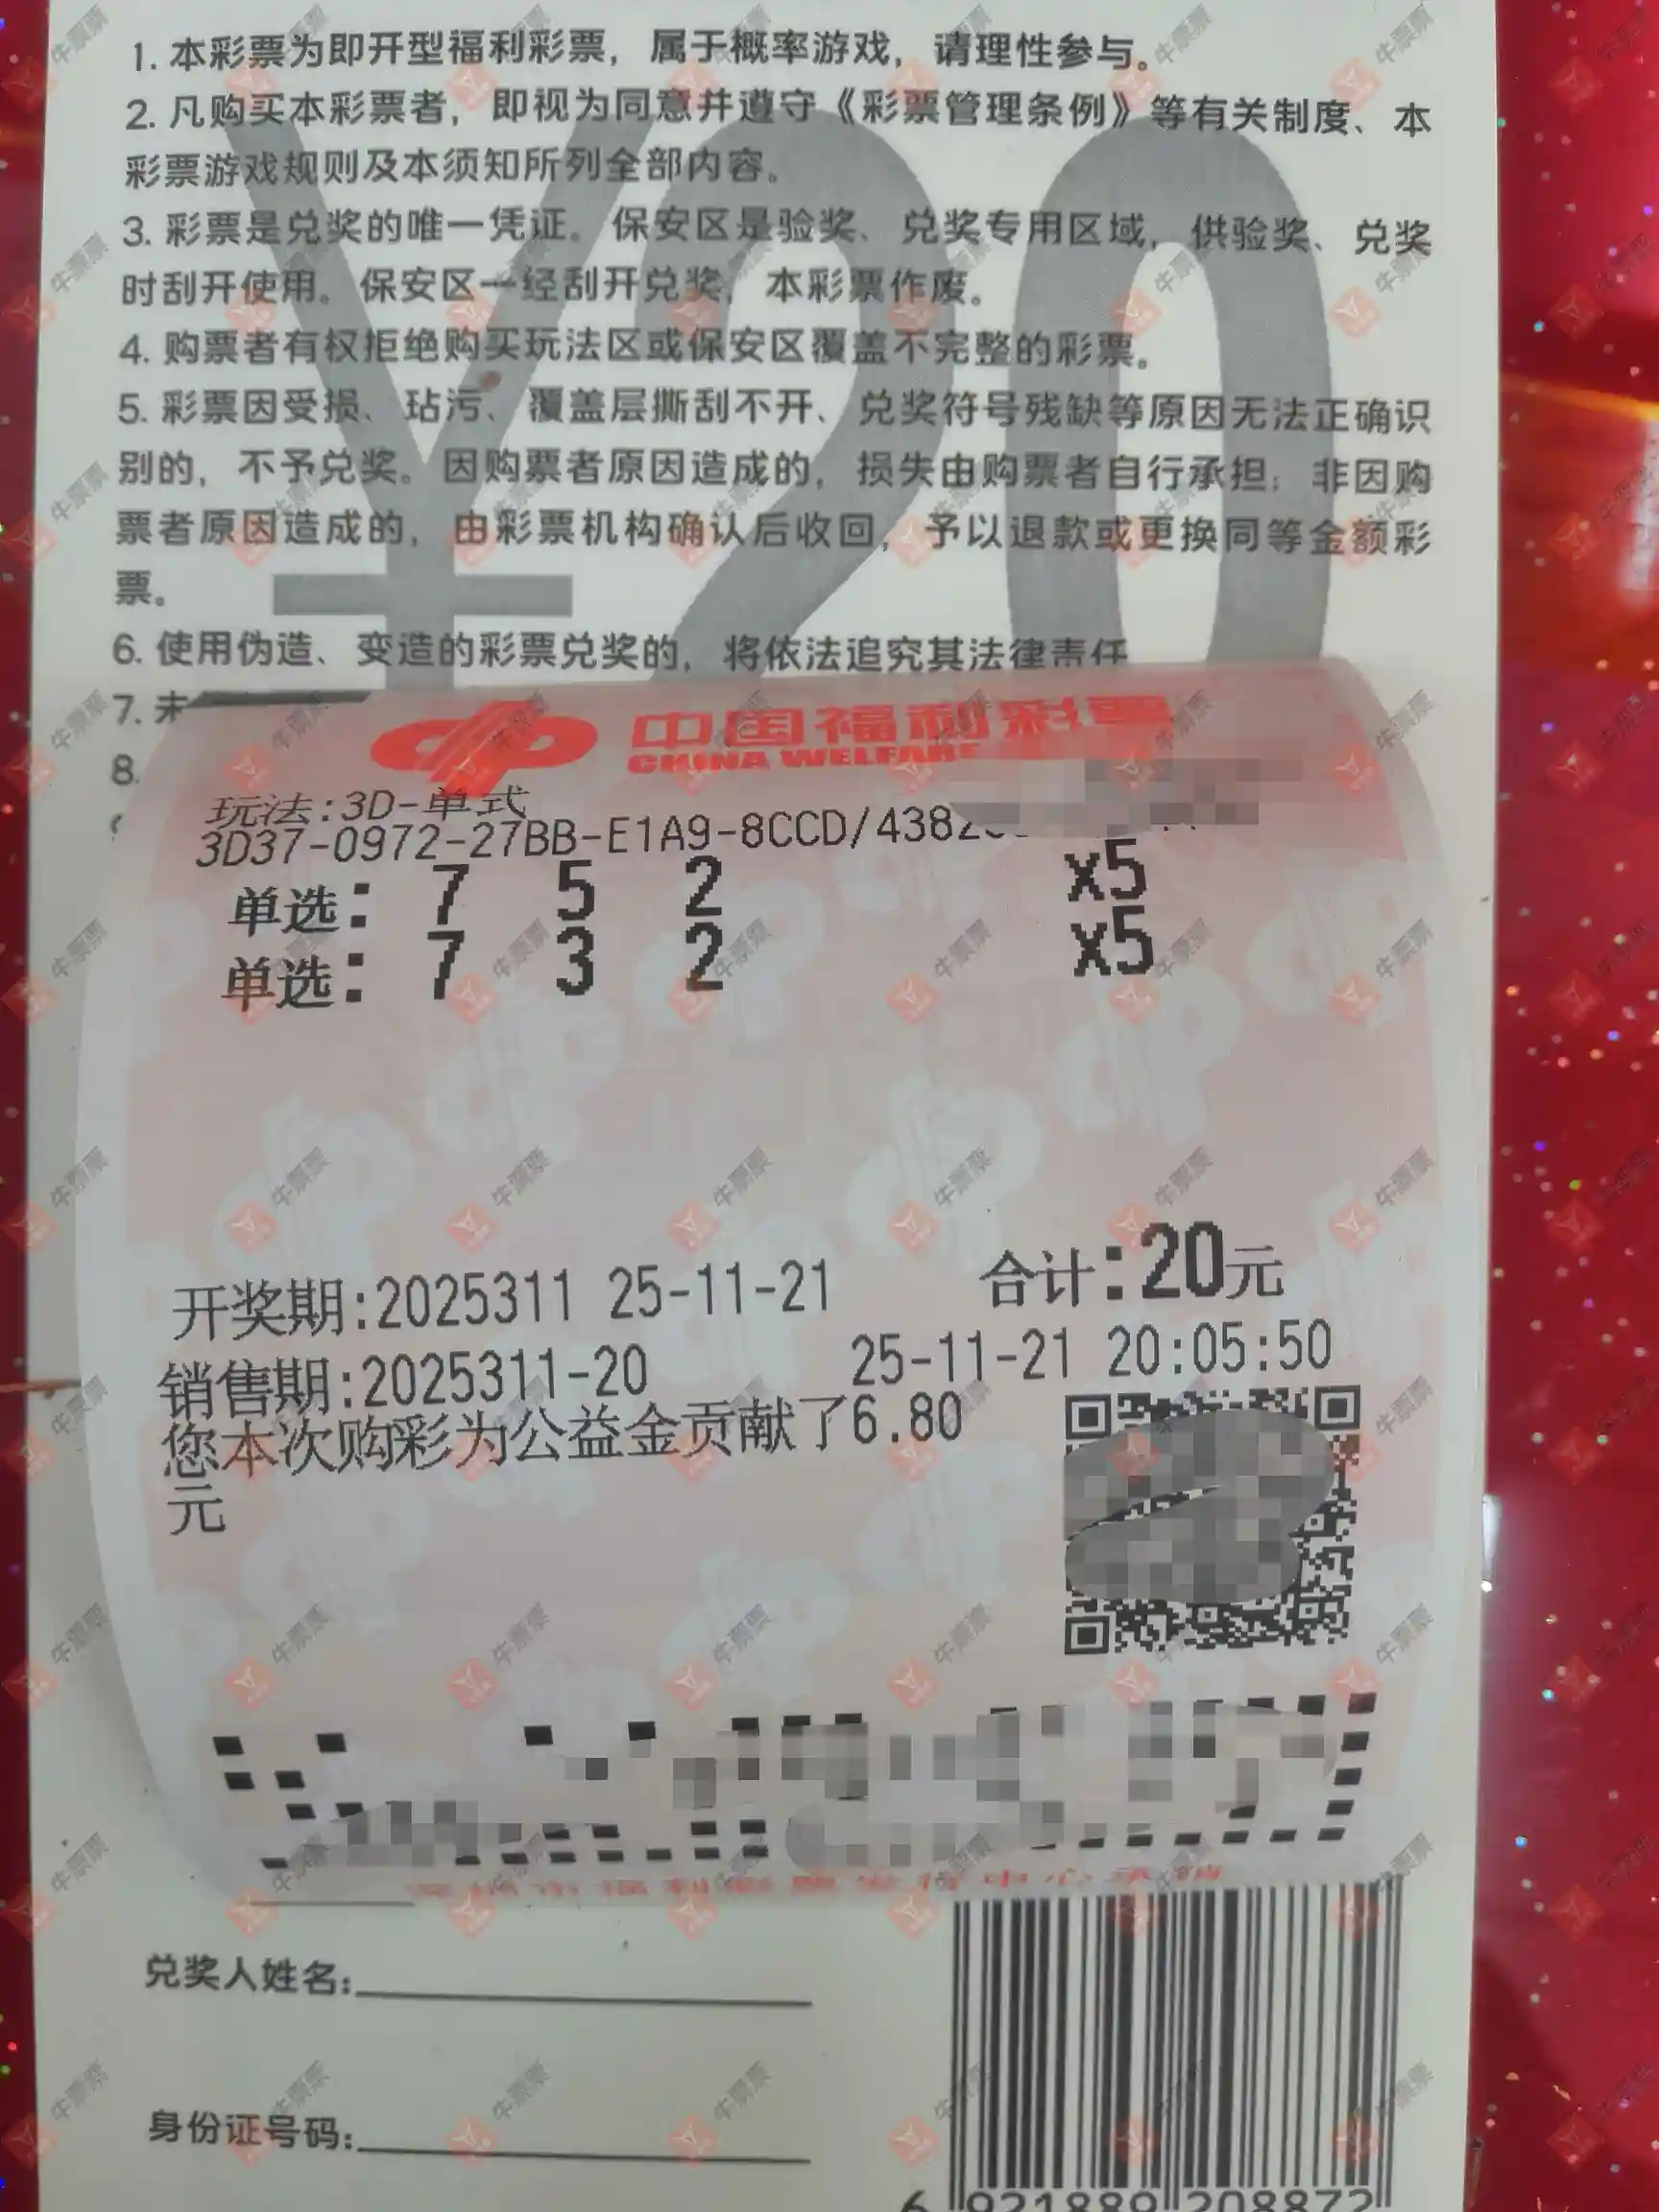 1. 本彩票为即开型福利彩票，属于概率游戏，请理性参与。
2. 凡购买本彩票者，即视为同意并遵守《彩票管理条例》等有关制度、本
彩票游戏规则及本须知所列全部内容。
3. 彩票是兑奖的唯一凭证。保安区是验奖、兑奖专用区域，供验奖、兑奖
时刮开使用。保安区一经刮开兑奖，本彩票作废。
4. 购票者有权拒绝购买玩法区或保安区覆盖不完整的彩票。
5. 彩票因受损、玷污、覆盖层撕刮不开、兑奖符号残缺等原因无法正确识
别的，不予兑奖。因购票者原因造成的，损失由购票者自行承担；非因购
票者原因造成的，由彩票机构确认后收回，予以退款或更换同等金额彩
票。
6. 使用伪造、变造的彩票兑奖的，将依法追究其法律责任
7. 未
8.
¥20
中国福利彩票
CHINA WELFARE
玩法:3D-单式
3D37-0972-27BB-E1A9-8CCD/4382
单选: 7 5 2 x5
单选: 7 3 2 x5
开奖期:2025311 25-11-21 合计:20元
销售期:2025311-20 25-11-21 20:05:50
您本次购彩为公益金贡献了6.80
元
兑奖人姓名:
身份证号码:
6 921889 208872
牛票票